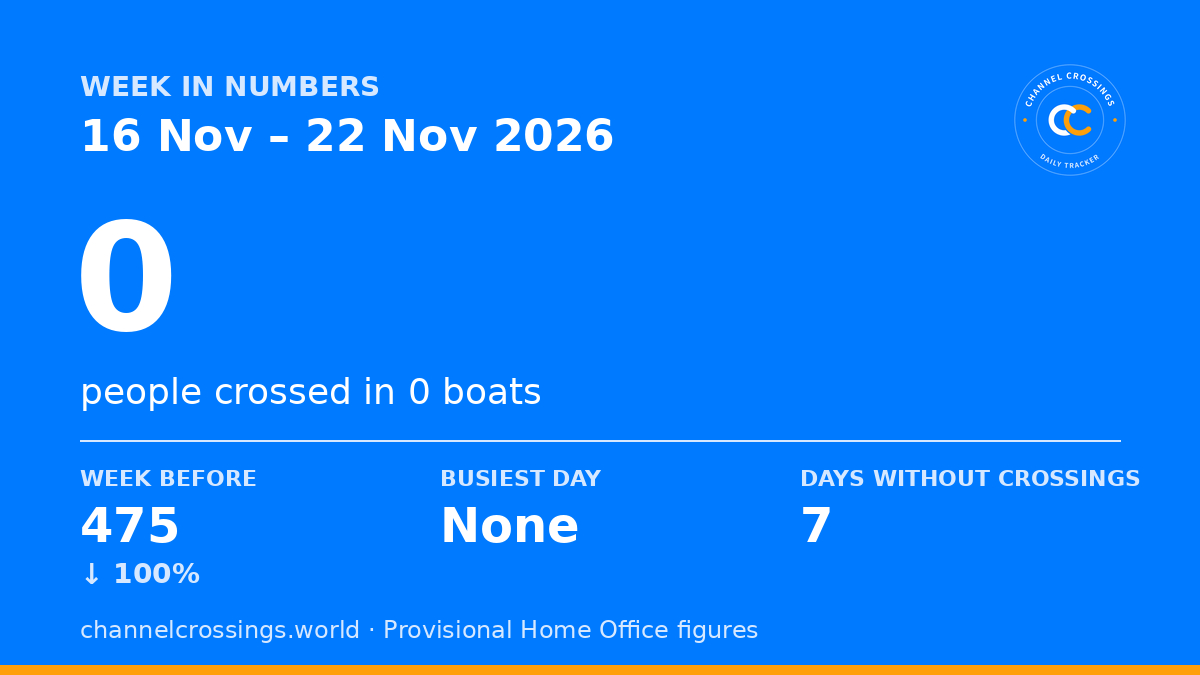 WEEK IN NUMBERS
16 Nov – 22 Nov 2026
CHANNEL CROSSINGS
CC
DAILY TRACKER
0
people crossed in 0 boats
WEEK BEFORE
475
↓ 100%
BUSIEST DAY
None
DAYS WITHOUT CROSSINGS
7
channelcrossings.world · Provisional Home Office figures